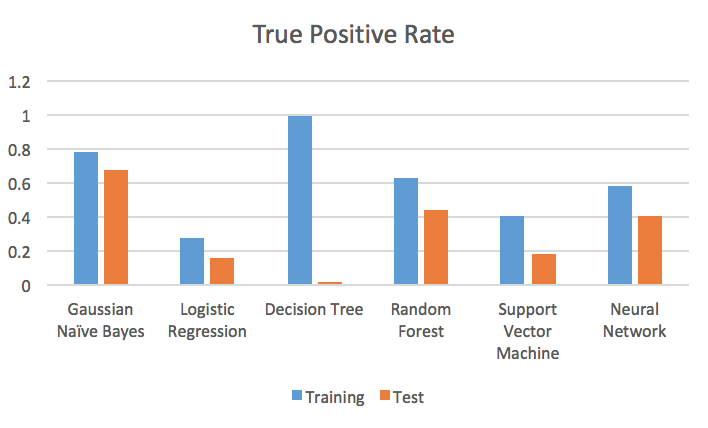 True Positive Rate
1.2
1
0.8
0.6
0.4
0.2
0
Gaussian
Naïve Bayes
Logistic
Regression
Decision Tree
Random
Forest
Support
Vector
Machine
Neural
Network
Training
Test